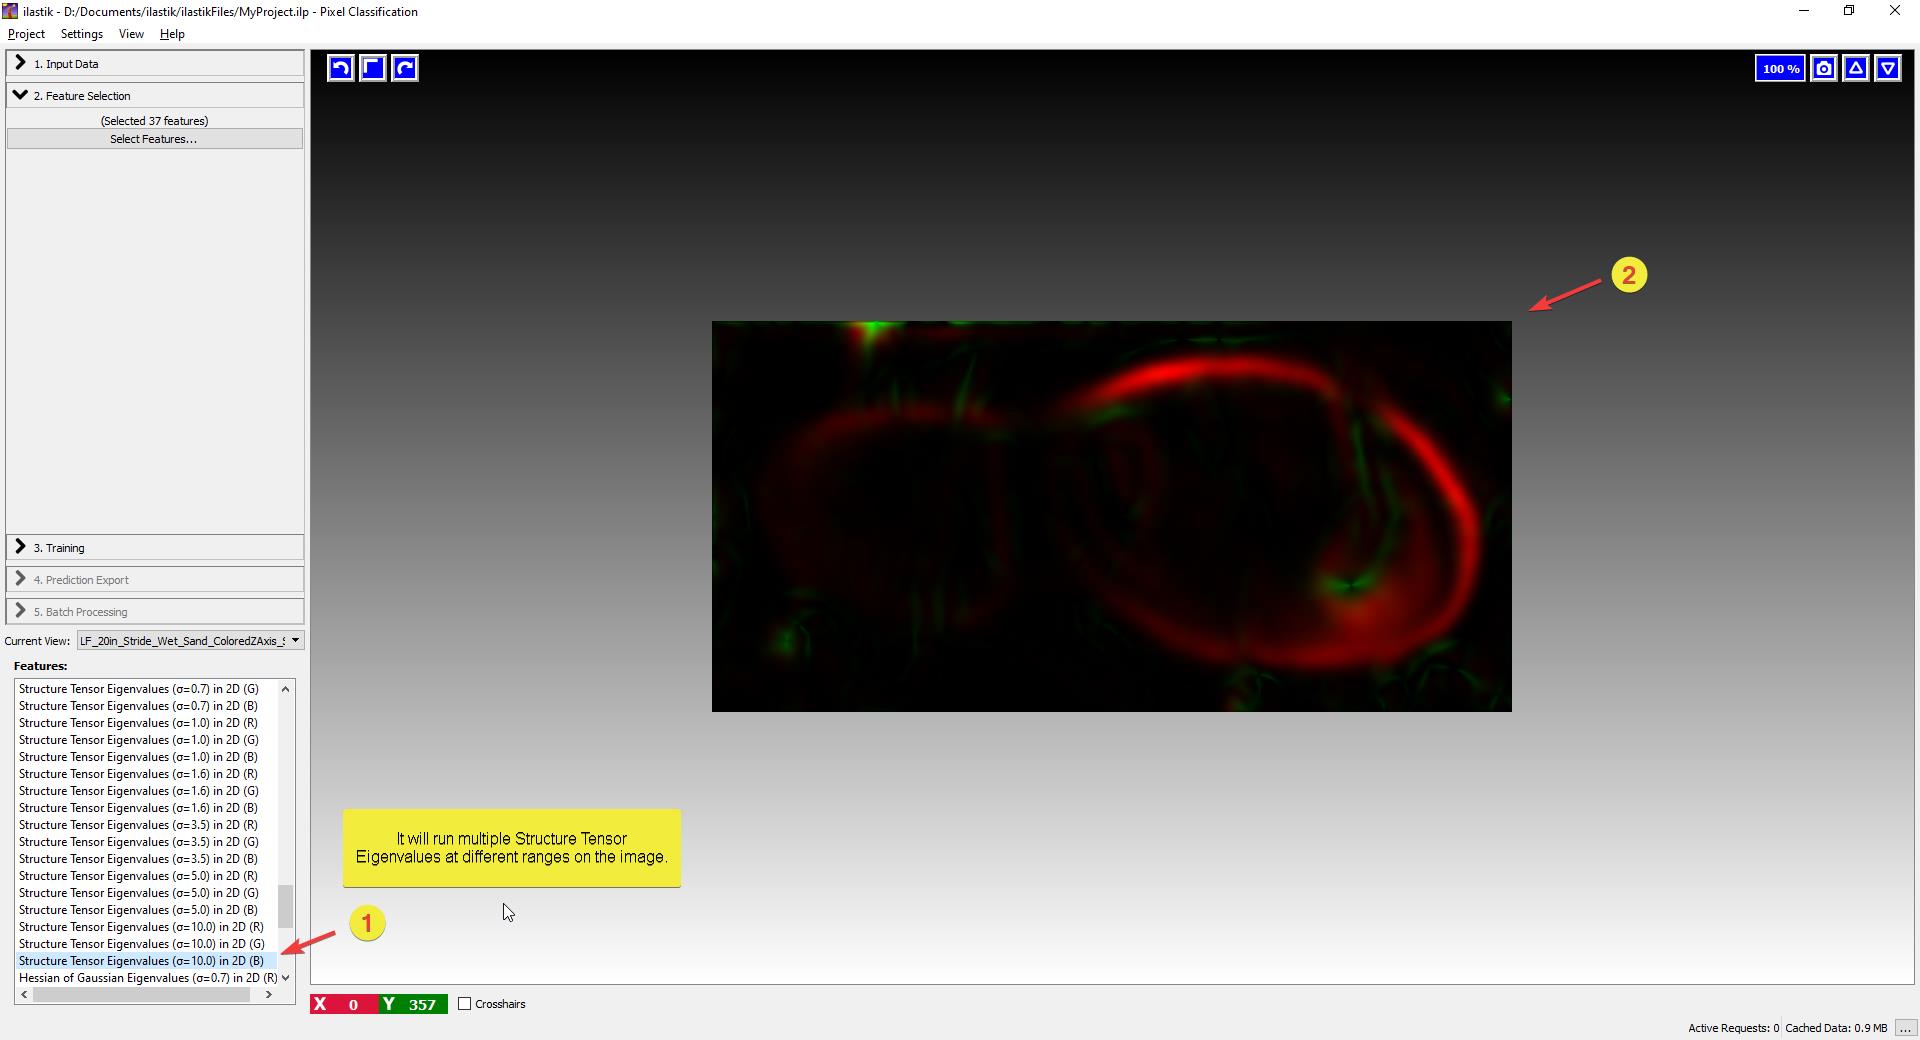 ilastik - D:/Documents/ilastik/ilastikFiles/MyProject.ilp - Pixel Classification
Project Settings View Help
1. Input Data
2. Feature Selection
(Selected 37 features)
Select Features...
3. Training
4. Prediction Export
5. Batch Processing
Current View: LF_20in_Stride_Wet_Sand_ColoredZAxis_
Features:
Structure Tensor Eigenvalues (σ=0.7) in 2D (G)
Structure Tensor Eigenvalues (σ=0.7) in 2D (B)
Structure Tensor Eigenvalues (σ=1.0) in 2D (R)
Structure Tensor Eigenvalues (σ=1.0) in 2D (G)
Structure Tensor Eigenvalues (σ=1.0) in 2D (B)
Structure Tensor Eigenvalues (σ=1.6) in 2D (R)
Structure Tensor Eigenvalues (σ=1.6) in 2D (G)
Structure Tensor Eigenvalues (σ=1.6) in 2D (B)
Structure Tensor Eigenvalues (σ=3.5) in 2D (R)
Structure Tensor Eigenvalues (σ=3.5) in 2D (G)
Structure Tensor Eigenvalues (σ=3.5) in 2D (B)
Structure Tensor Eigenvalues (σ=5.0) in 2D (R)
Structure Tensor Eigenvalues (σ=5.0) in 2D (G)
Structure Tensor Eigenvalues (σ=5.0) in 2D (B)
Structure Tensor Eigenvalues (σ=10.0) in 2D (R)
Structure Tensor Eigenvalues (σ=10.0) in 2D (G)
Structure Tensor Eigenvalues (σ=10.0) in 2D (B)
Hessian of Gaussian Eigenvalues (σ=0.7) in 2D (R)
100 %
2
It will run multiple Structure Tensor
Eigenvalues at different ranges on the image.
1
X 0 Y 357 Crosshairs
Active Requests: 0 Cached Data: 0.9 MB ...